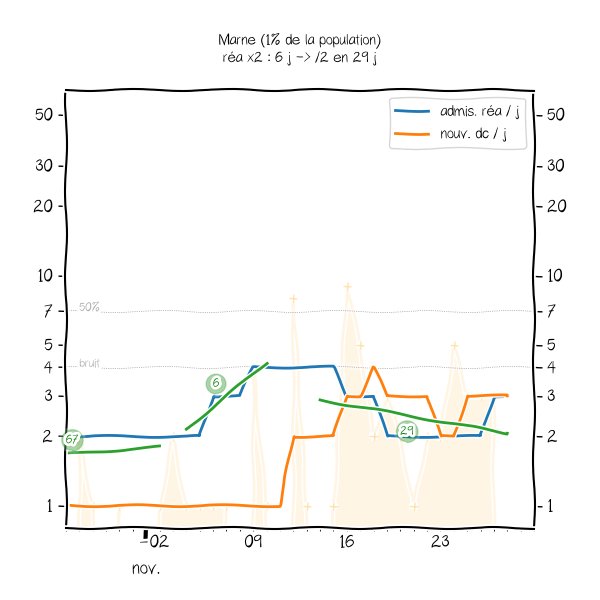 Marne (1% de la population)
réa x2 : 6 j -> /2 en 29 j
admis. réa / j
nouv. dc / j
50 50
30 30
20 20
10 10
50%
7 7
5 5
bruit
4 4
6
3 3
67
29
2 2
1 1
02 09 16 23
nov.